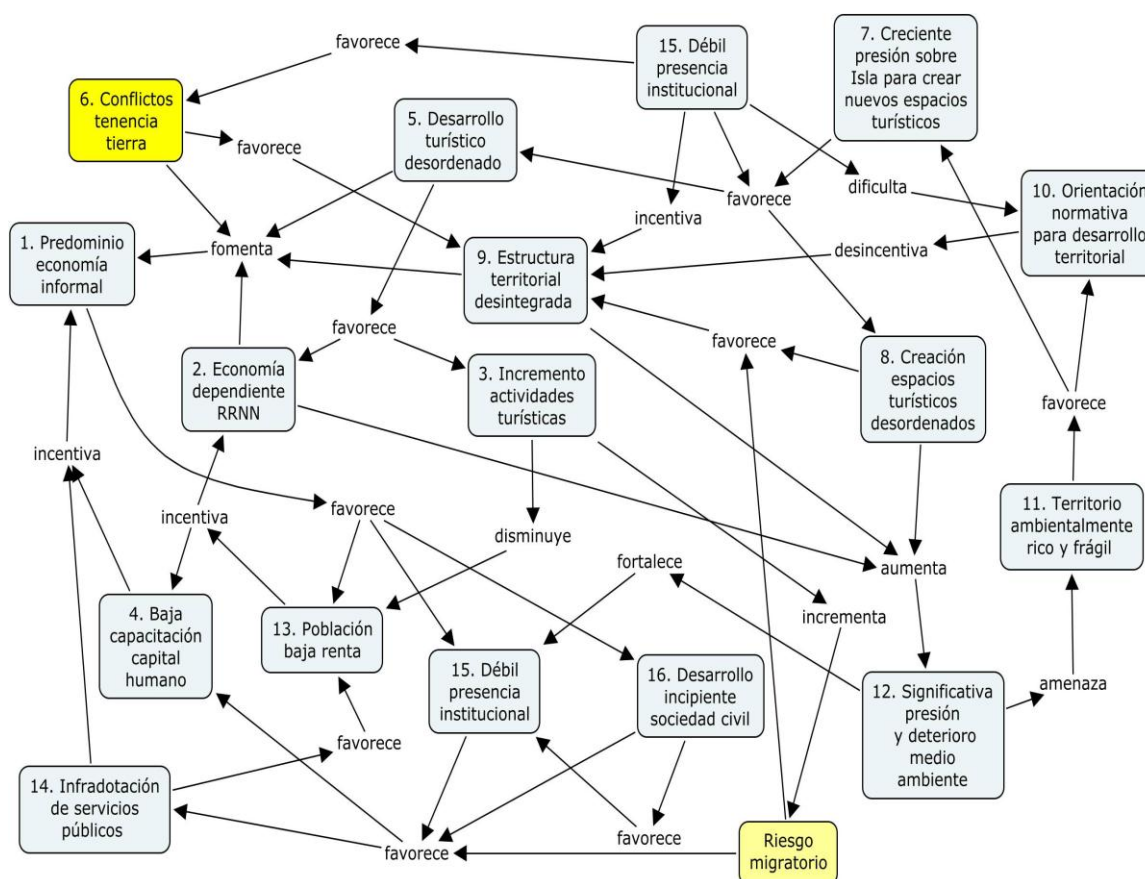 favorece
15. Débil
presencia
institucional
7. Creciente
presión sobre
Isla para crear
nuevos espacios
turísticos
6. Conflictos
tenencia
tierra
5. Desarrollo
turístico
desordenado
favorece
favorece
dificulta
10. Orientación
normativa
para desarrollo
territorial
1. Predominio
economía
informal
fomenta
incentiva
9. Estructura
territorial
desintegrada
desincentiva
favorece
favorece
2. Economía
dependiente
RRNN
3. Incremento
actividades
turísticas
8. Creación
espacios
turísticos
desordenados
favorece
incentiva
incentiva
favorece
disminuye
11. Territorio
ambientalmente
rico y frágil
fortalece
aumenta
4. Baja
capacitación
capital
humano
13. Población
baja renta
incrementa
15. Débil
presencia
institucional
16. Desarrollo
incipiente
sociedad civil
12. Significativa
presión
y deterioro
medio
ambiente
amenaza
favorece
14. Infradotación
de servicios
públicos
favorece
favorece
Riesgo
migratorio